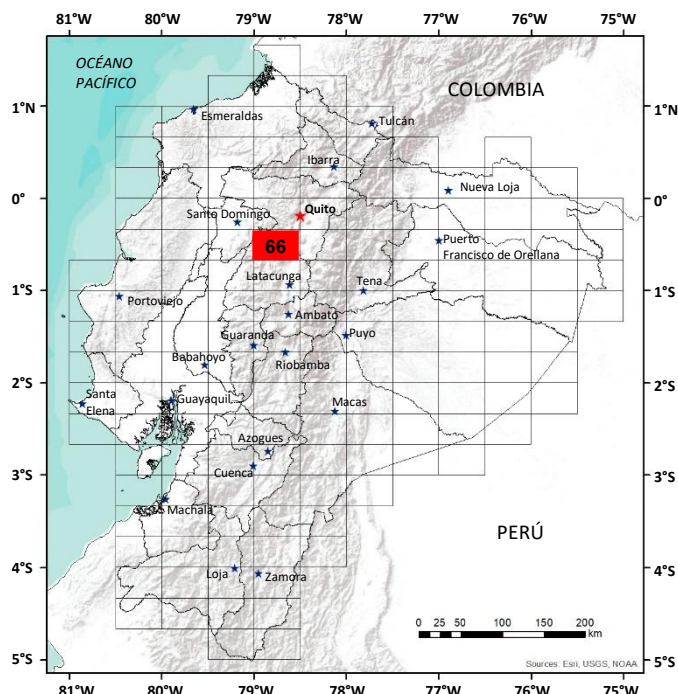 81°W 80°W 79°W 78°W 77°W 76°W 75°W
OCÉANO
PACÍFICO
COLOMBIA
1°N 1°N
Esmeraldas
Tulcán
Ibarra
Nueva Loja
0° 0°
Santo Domingo
Quito
66
Puerto
Francisco de Orellana
Latacunga
Tena
1°S 1°S
Portoviejo
Ambato
Guaranda
Puyo
Babahoyo
Riobamba
2°S 2°S
Santa
Elena
Guayaquil
Macas
Azogues
3°S 3°S
Cuenca
Machala
PERÚ
4°S 4°S
Loja
Zamora
0 25 50 100 150 200
km
5°S 5°S
Sources: Esri, USGS, NOAA
81°W 80°W 79°W 78°W 77°W 76°W 75°W